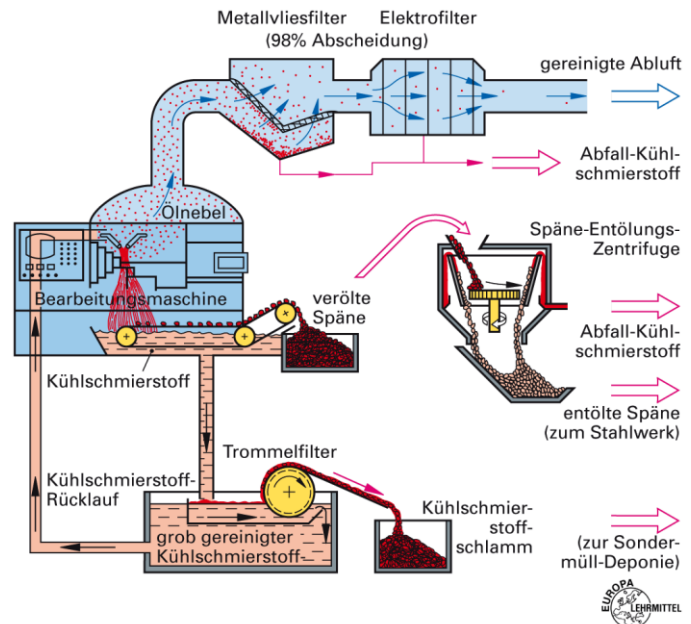 Metallvliesfilter
(98% Abscheidung)
Elektrofilter
gereinigte Abluft
Abfall-Kühl-
schmierstoff
Ölnebel
Späne-Entölungs-
Zentrifuge
Bearbeitungsmaschine
verölte
Späne
Abfall-Kühl-
schmierstoff
Kühlschmierstoff
entölte Späne
(zum Stahlwerk)
Trommelfilter
Kühlschmierstoff-
Rücklauf
Kühlschmier-
stoff-
schlamm
grob gereinigter
Kühlschmierstoff
(zur Sonder-
müll-Deponie)
EUROPA
LEHRMITTEL